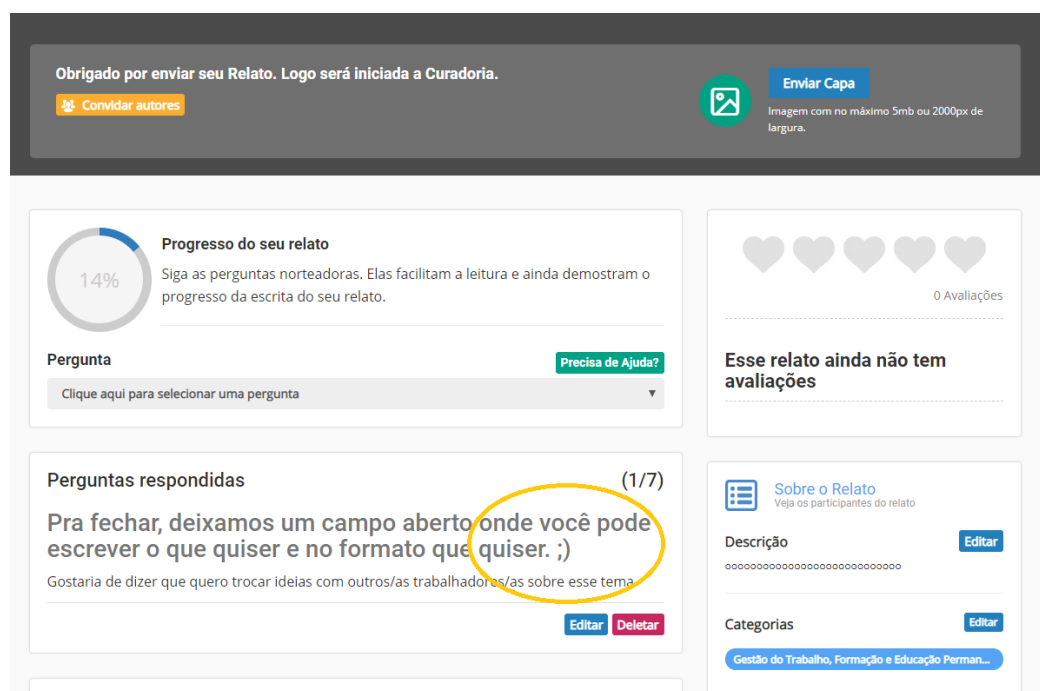 Obrigado por enviar seu Relato. Logo será iniciada a Curadoria.
Convidar autores
Enviar Capa
Imagem com no máximo 5mb ou 2000px de
largura.
14%
Progresso do seu relato
Siga as perguntas norteadoras. Elas facilitam a leitura e ainda demostram o
progresso da escrita do seu relato.
Pergunta
Precisa de Ajuda?
Clique aqui para selecionar uma pergunta
0 Avaliações
Esse relato ainda não tem
avaliações
Perguntas respondidas
(1/7)
Pra fechar, deixamos um campo aberto onde você pode
escrever o que quiser e no formato que quiser. ;)
Gostaria de dizer que quero trocar ideias com outros/as trabalhadores/as sobre esse tema
Editar
Deletar
Sobre o Relato
Veja os participantes do relato
Descrição
Editar
oooooooooooooooooooooooooooo
Categorias
Editar
Gestão do Trabalho, Formação e Educação Perman...